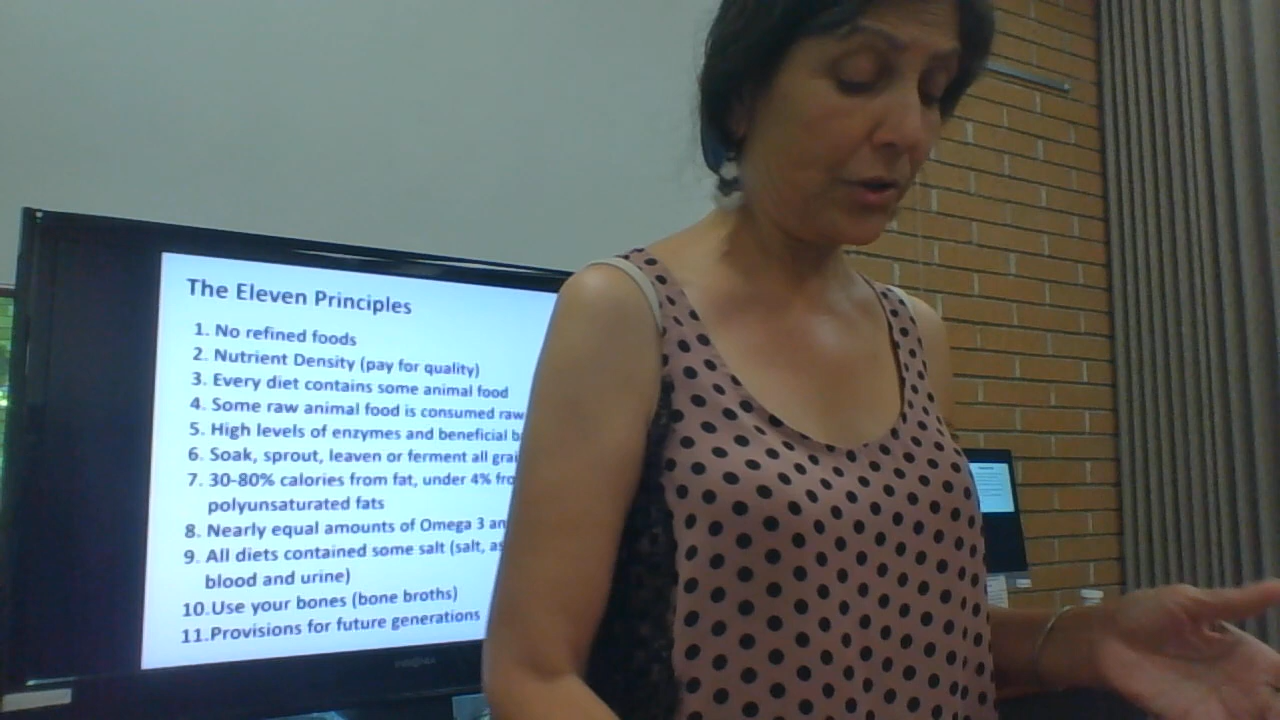 The Eleven Principles
1. No refined foods
2. Nutrient Density (pay for quality)
3. Every diet contains some animal food
4. Some raw animal food is consumed raw
5. High levels of enzymes and beneficial
6. Soak, sprout, leaven or ferment all
7. 30-80% calories from fat, under 4%
polyunsaturated fats
8. Nearly equal amounts of Omega 3
9. All diets contained some salt (salt,
blood and urine)
10. Use your bones (bone broths)
11. Provisions for future generations
INSIGNIA